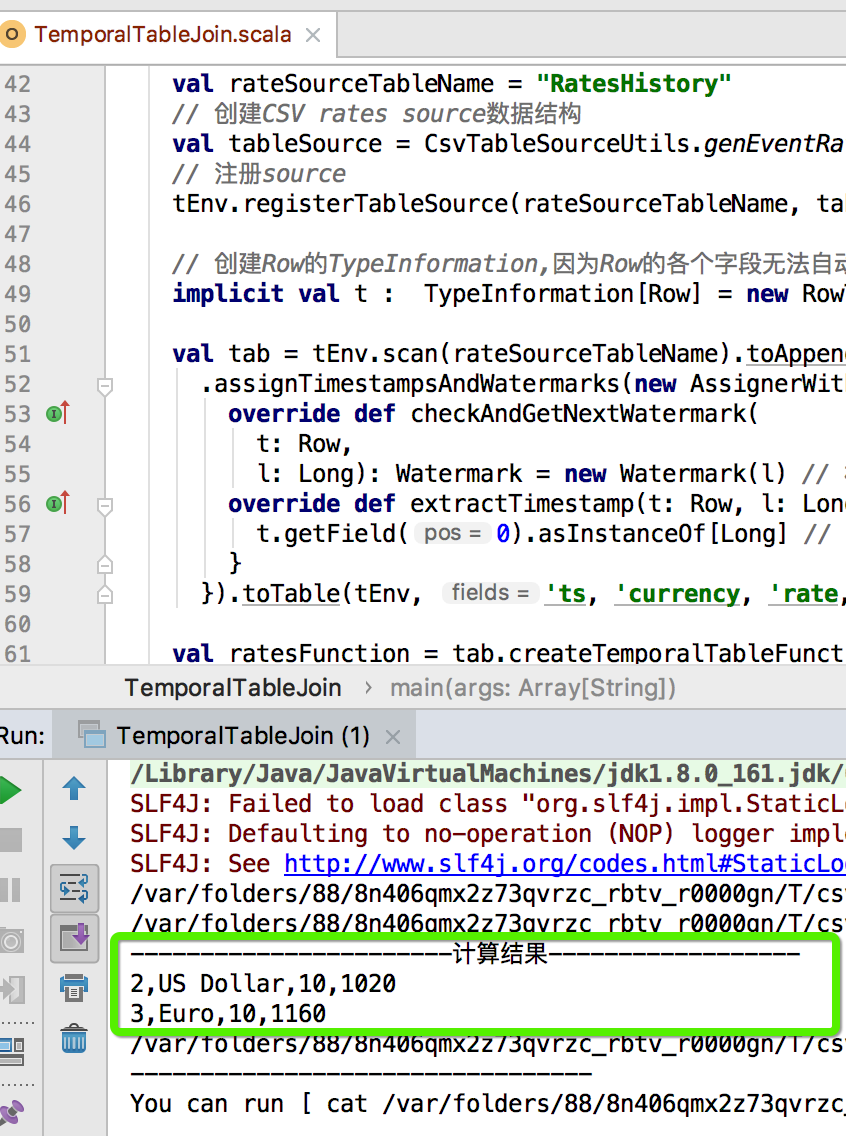 TemporalTableJoin.scala
42 val rateSourceTableName = "RatesHistory"
43 // 创建CSV rates source数据结构
44 val tableSource = CsvTableSourceUtils.genEventRa
45 // 注册source
46 tEnv.registerTableSource(rateSourceTableName, ta
47
48 // 创建Row的TypeInformation,因为Row的各个字段无法自动
49 implicit val t : TypeInformation[Row] = new Row
50
51 val tab = tEnv.scan(rateSourceTableName).toAppen
52 .assignTimestampsAndWatermarks(new AssignerWit
53 override def checkAndGetNextWatermark(
54 t: Row,
55 l: Long): Watermark = new Watermark(l) //
56 override def extractTimestamp(t: Row, l: Lon
57 t.getField( pos = 0).asInstanceOf[Long] //
58 }
59 }).toTable(tEnv, fields = 'ts, 'currency, 'rate,
60
61 val ratesFunction = tab.createTemporalTableFunct
TemporalTableJoin › main(args: Array[String])
Run: TemporalTableJoin (1)
/Library/Java/JavaVirtualMachines/jdk1.8.0_161.jdk/
SLF4J: Failed to load class "org.slf4j.impl.StaticLo
SLF4J: Defaulting to no-operation (NOP) logger imple
SLF4J: See http://www.slf4j.org/codes.html#StaticLog
/var/folders/88/8n406qmx2z73qvrzc_rbtv_r0000gn/T/csv
/var/folders/88/8n406qmx2z73qvrzc_rbtv_r0000gn/T/csv
-----------------------计算结果------------------
2,US Dollar,10,1020
3,Euro,10,1160
/var/folders/88/8n406qmx2z73qvrzc_rbtv_r0000gn/T/csv
---------------------------------
You can run [ cat /var/folders/88/8n406qmx2z73qvrzc_